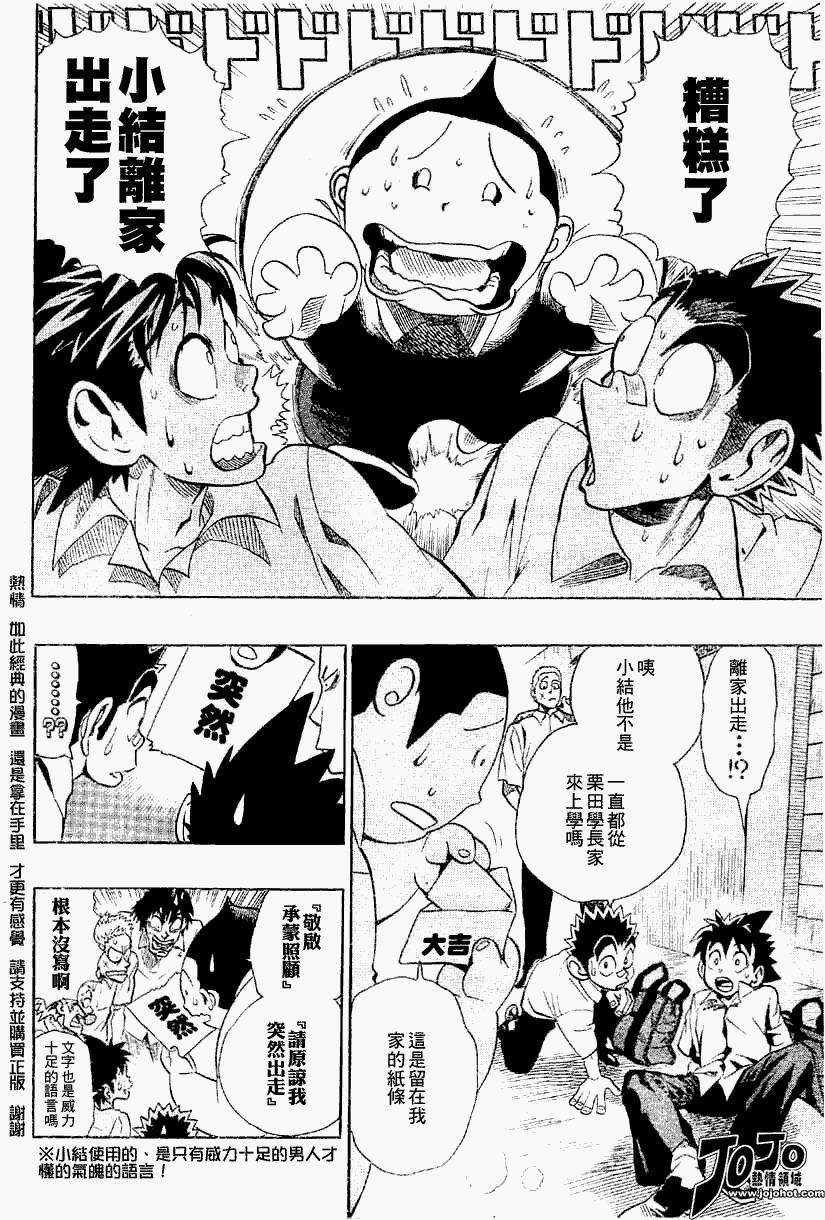 ドドドドドドドド
糟糕了
小結離家
出走了
離家出走…!?
咦
小結他不是
一直都從
栗田學長家
來上學嗎
大吉
這是留在我
家的紙條
突然
……??
『敬啟
承蒙照顧』
『請原諒我
突然出走』
突然
根本沒寫啊
文字也是威力
十足的語言嗎
※小結使用的、是只有威力十足的男人才
懂的氣魄的語言！
熱情 如此經典的漫畫 還是拿在手里 才更有感覺 請支持並購買正版 謝謝
JOJO
熱情領域
www.jojohot.com